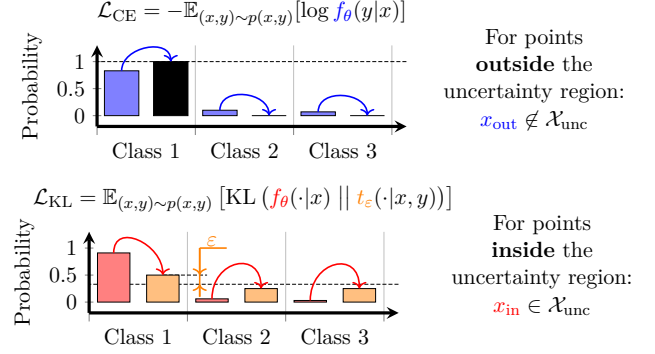 ℒ_CE = −𝔼_(x,y)∼p(x,y)[log f_θ(y|x)]
Probability
1
0.5
0
Class 1
Class 2
Class 3
For points
outside the
uncertainty region:
x_out ∉ 𝒳_unc
ℒ_KL = 𝔼_(x,y)∼p(x,y) [KL (f_θ(·|x) || t_ε(·|x, y))]
Probability
1
0.5
0
ε
Class 1
Class 2
Class 3
For points
inside the
uncertainty region:
x_in ∈ 𝒳_unc